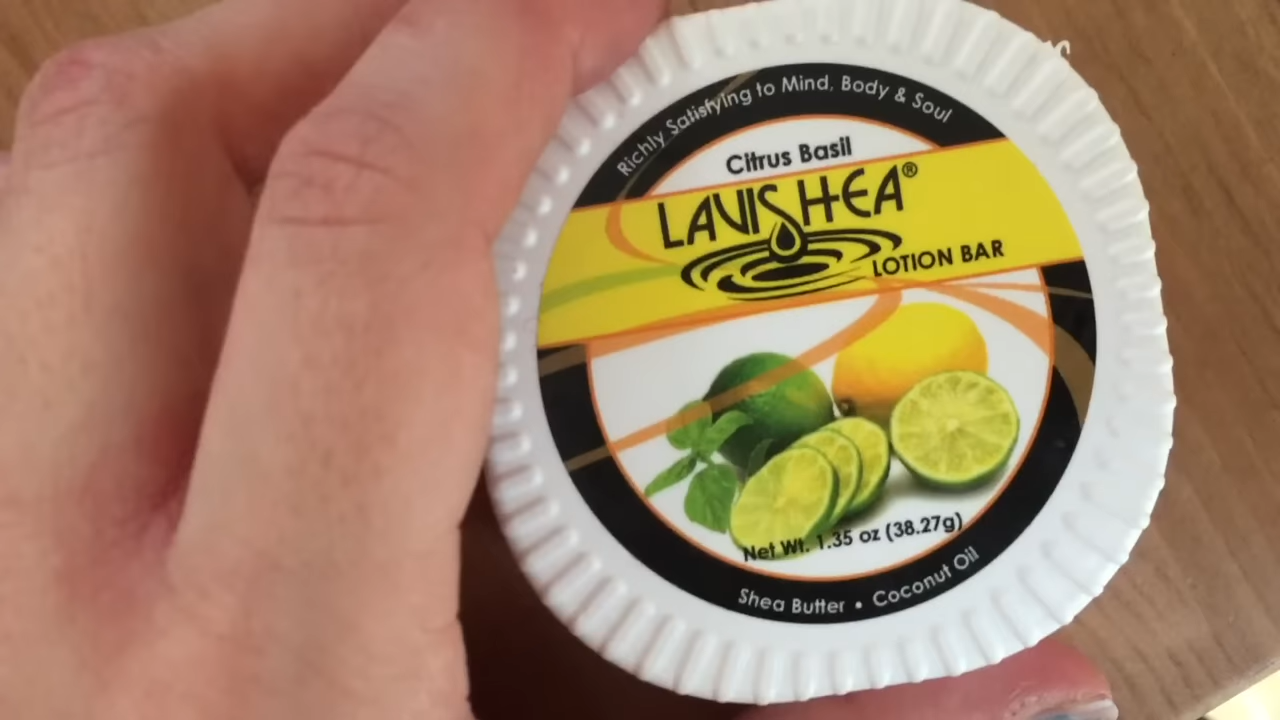 Richly Satisfying to Mind, Body & Soul
Citrus Basil
LAVISHEA®
LOTION BAR
Net Wt. 1.35 oz (38.27g)
Shea Butter • Coconut Oil